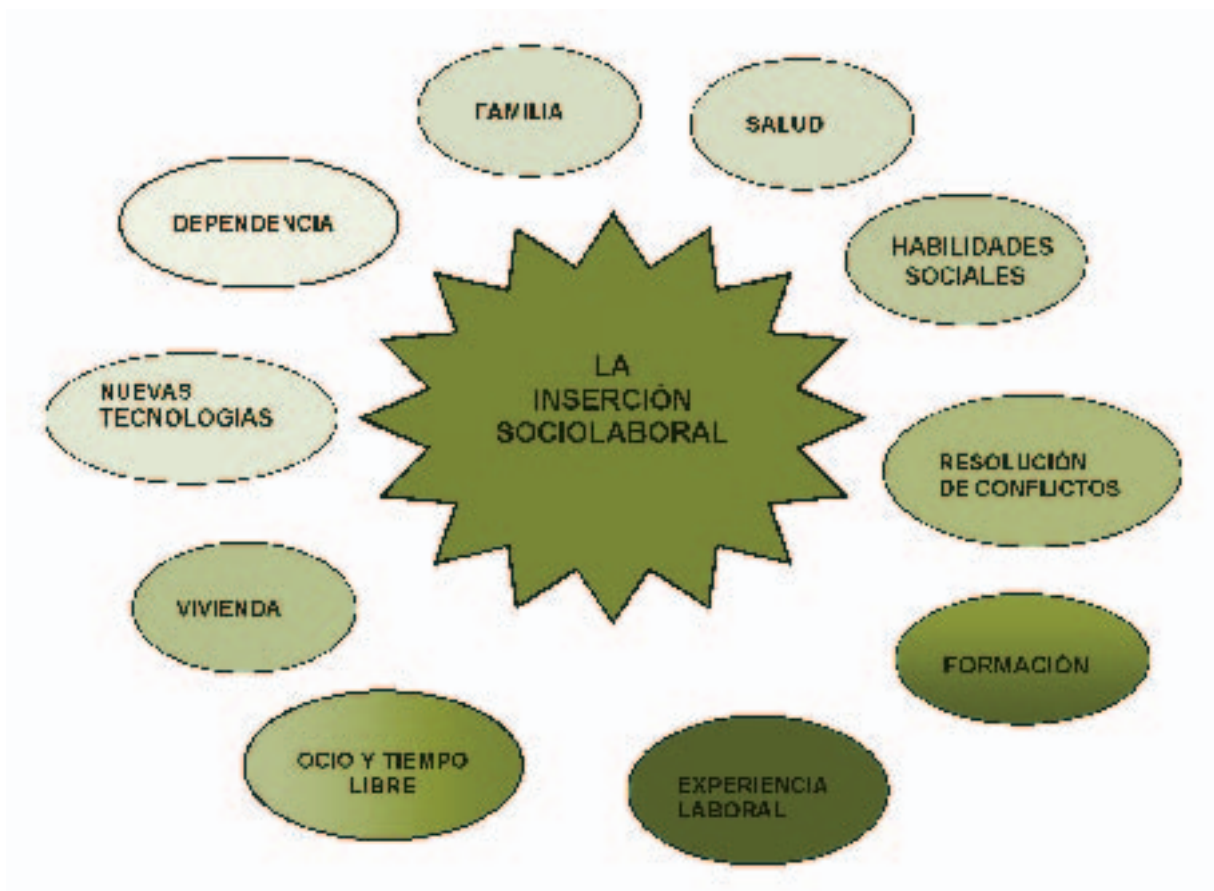 FAMILIA
SALUD
DEPENDENCIA
HABILIDADES
SOCIALES
LA
INSERCIÓN
SOCIOLABORAL
NUEVAS
TECNOLOGIAS
RESOLUCIÓN
DE CONFLICTOS
VIVIENDA
FORMACIÓN
OCIO Y TIEMPO
LIBRE
EXPERIENCIA
LABORAL